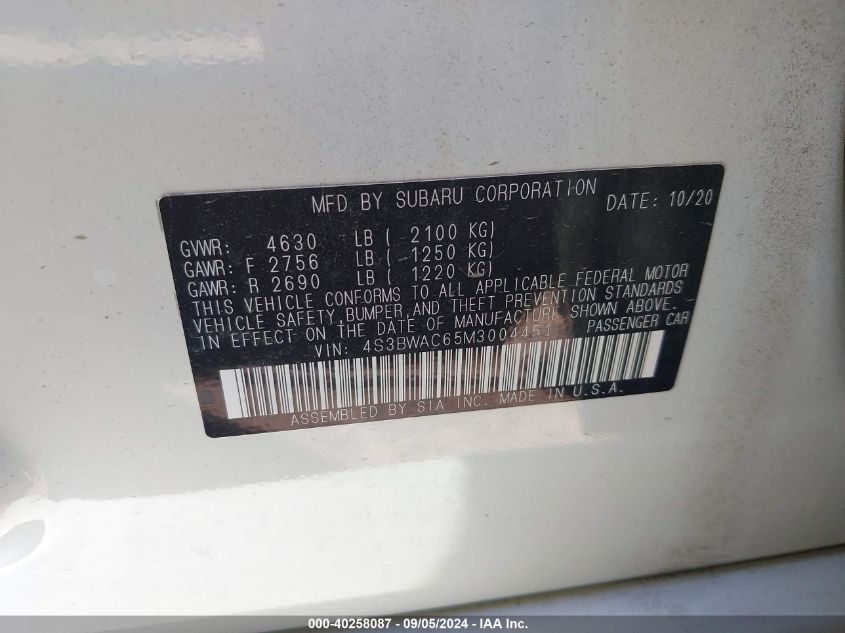 MFD BY SUBARU CORPORATION DATE: 10/20
GVWR: 4630 LB ( 2100 KG)
GAWR: F 2756 LB ( 1250 KG)
GAWR: R 2690 LB ( 1220 KG)
THIS VEHICLE CONFORMS TO ALL APPLICABLE FEDERAL MOTOR
VEHICLE SAFETY, BUMPER, AND THEFT PREVENTION STANDARDS
IN EFFECT ON THE DATE OF MANUFACTURE SHOWN ABOVE.
VIN: 4S3BWAC65M3004451 PASSENGER CAR
ASSEMBLED BY SIA INC. MADE IN U.S.A.
000-40258087 - 09/05/2024 - IAA Inc.